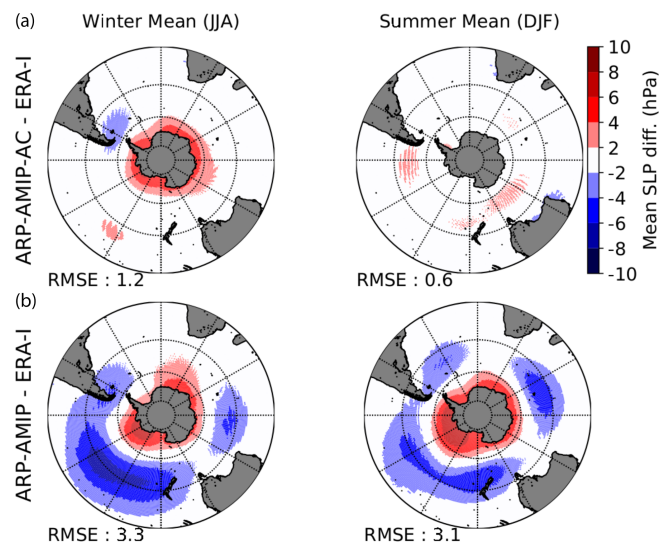 (a)
Winter Mean (JJA)
Summer Mean (DJF)
ARP-AMIP-AC - ERA-I
RMSE : 1.2
RMSE : 0.6
10
8
6
4
2
-2
-4
-6
-8
-10
Mean SLP diff. (hPa)
(b)
ARP-AMIP - ERA-I
RMSE : 3.3
RMSE : 3.1